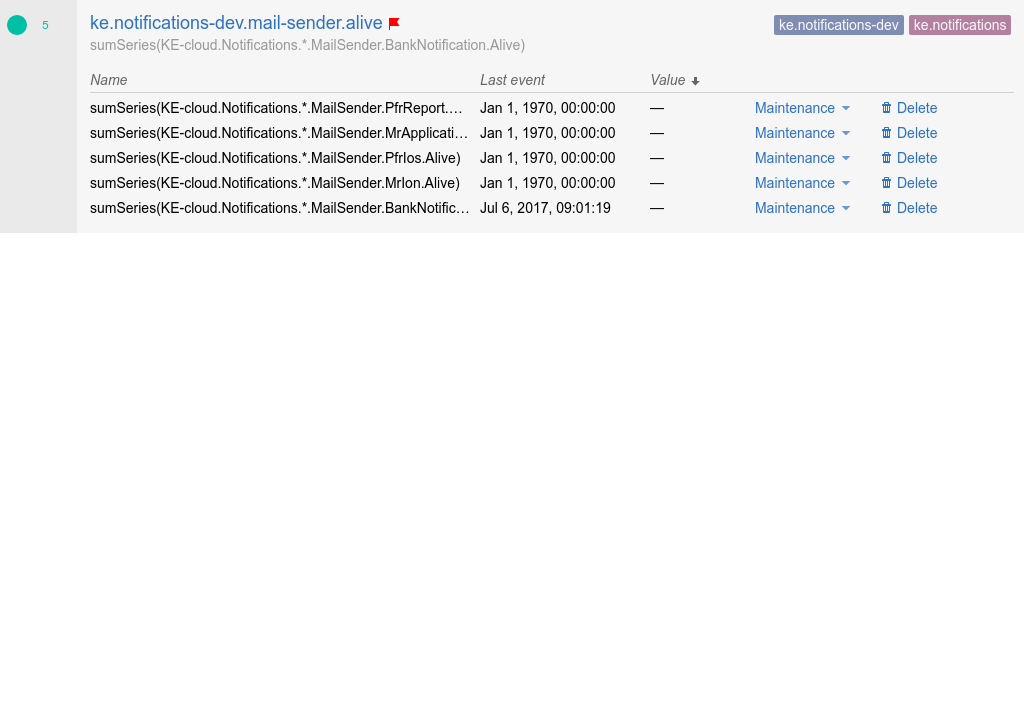 5 ke.notifications-dev.mail-sender.alive ke.notifications-dev ke.notifications
sumSeries(KE-cloud.Notifications.*.MailSender.BankNotification.Alive)
Name Last event Value
sumSeries(KE-cloud.Notifications.*.MailSender.PfrReport.… Jan 1, 1970, 00:00:00 — Maintenance Delete
sumSeries(KE-cloud.Notifications.*.MailSender.MrApplicati… Jan 1, 1970, 00:00:00 — Maintenance Delete
sumSeries(KE-cloud.Notifications.*.MailSender.PfrIos.Alive) Jan 1, 1970, 00:00:00 — Maintenance Delete
sumSeries(KE-cloud.Notifications.*.MailSender.MrIon.Alive) Jan 1, 1970, 00:00:00 — Maintenance Delete
sumSeries(KE-cloud.Notifications.*.MailSender.BankNotific… Jul 6, 2017, 09:01:19 — Maintenance Delete